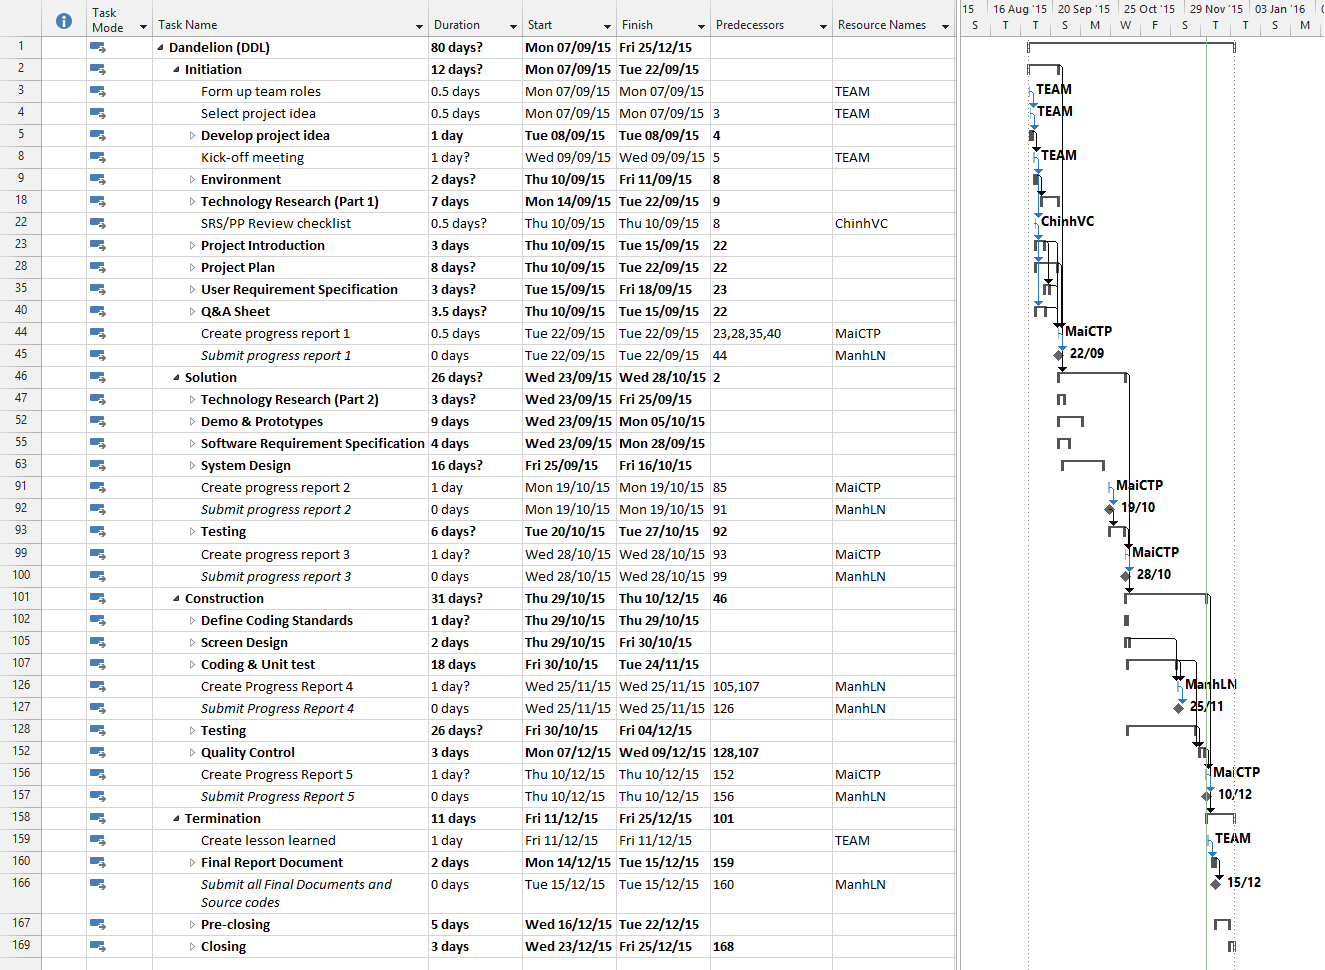 15 16 Aug '15 20 Sep '15 25 Oct '15 29 Nov '15 03 Jan '16
Task Mode Task Name Duration Start Finish Predecessors Resource Names S T T S M W F S T S M
1 Dandelion (DDL) 80 days? Mon 07/09/15 Fri 25/12/15
2 Initiation 12 days? Mon 07/09/15 Tue 22/09/15
3 Form up team roles 0.5 days Mon 07/09/15 Mon 07/09/15 TEAM TEAM
4 Select project idea 0.5 days Mon 07/09/15 Mon 07/09/15 3 TEAM TEAM
5 Develop project idea 1 day Tue 08/09/15 Tue 08/09/15 4
8 Kick-off meeting 1 day? Wed 09/09/15 Wed 09/09/15 5 TEAM TEAM
9 Environment 2 days? Thu 10/09/15 Fri 11/09/15 8
18 Technology Research (Part 1) 7 days Mon 14/09/15 Tue 22/09/15 9
22 SRS/PP Review checklist 0.5 days? Thu 10/09/15 Thu 10/09/15 8 ChinhVC ChinhVC
23 Project Introduction 3 days Thu 10/09/15 Tue 15/09/15 22
28 Project Plan 8 days? Thu 10/09/15 Tue 22/09/15 22
35 User Requirement Specification 3 days? Tue 15/09/15 Fri 18/09/15 23
40 Q&A Sheet 3.5 days? Thu 10/09/15 Tue 15/09/15 22
44 Create progress report 1 0.5 days Tue 22/09/15 Tue 22/09/15 23,28,35,40 MaiCTP MaiCTP
45 Submit progress report 1 0 days Tue 22/09/15 Tue 22/09/15 44 ManhLN 22/09
46 Solution 26 days? Wed 23/09/15 Wed 28/10/15 2
47 Technology Research (Part 2) 3 days? Wed 23/09/15 Fri 25/09/15
52 Demo & Prototypes 9 days Wed 23/09/15 Mon 05/10/15
55 Software Requirement Specification 4 days Wed 23/09/15 Mon 28/09/15
63 System Design 16 days? Fri 25/09/15 Fri 16/10/15
91 Create progress report 2 1 day Mon 19/10/15 Mon 19/10/15 85 MaiCTP MaiCTP
92 Submit progress report 2 0 days Mon 19/10/15 Mon 19/10/15 91 ManhLN 19/10
93 Testing 6 days? Tue 20/10/15 Tue 27/10/15 92
99 Create progress report 3 1 day? Wed 28/10/15 Wed 28/10/15 93 MaiCTP MaiCTP
100 Submit progress report 3 0 days Wed 28/10/15 Wed 28/10/15 99 ManhLN 28/10
101 Construction 31 days? Thu 29/10/15 Thu 10/12/15 46
102 Define Coding Standards 1 day? Thu 29/10/15 Thu 29/10/15
105 Screen Design 2 days Thu 29/10/15 Fri 30/10/15
107 Coding & Unit test 18 days Fri 30/10/15 Tue 24/11/15
126 Create Progress Report 4 1 day? Wed 25/11/15 Wed 25/11/15 105,107 ManhLN ManhLN
127 Submit Progress Report 4 0 days Wed 25/11/15 Wed 25/11/15 126 ManhLN 25/11
128 Testing 26 days? Fri 30/10/15 Fri 04/12/15
152 Quality Control 3 days Mon 07/12/15 Wed 09/12/15 128,107
156 Create Progress Report 5 1 day? Thu 10/12/15 Thu 10/12/15 152 MaiCTP MaiCTP
157 Submit Progress Report 5 0 days Thu 10/12/15 Thu 10/12/15 156 ManhLN 10/12
158 Termination 11 days Fri 11/12/15 Fri 25/12/15 101
159 Create lesson learned 1 day Fri 11/12/15 Fri 11/12/15 TEAM TEAM
160 Final Report Document 2 days Mon 14/12/15 Tue 15/12/15 159
166 Submit all Final Documents and 0 days Tue 15/12/15 Tue 15/12/15 160 ManhLN 15/12
Source codes
167 Pre-closing 5 days Wed 16/12/15 Tue 22/12/15
169 Closing 3 days Wed 23/12/15 Fri 25/12/15 168